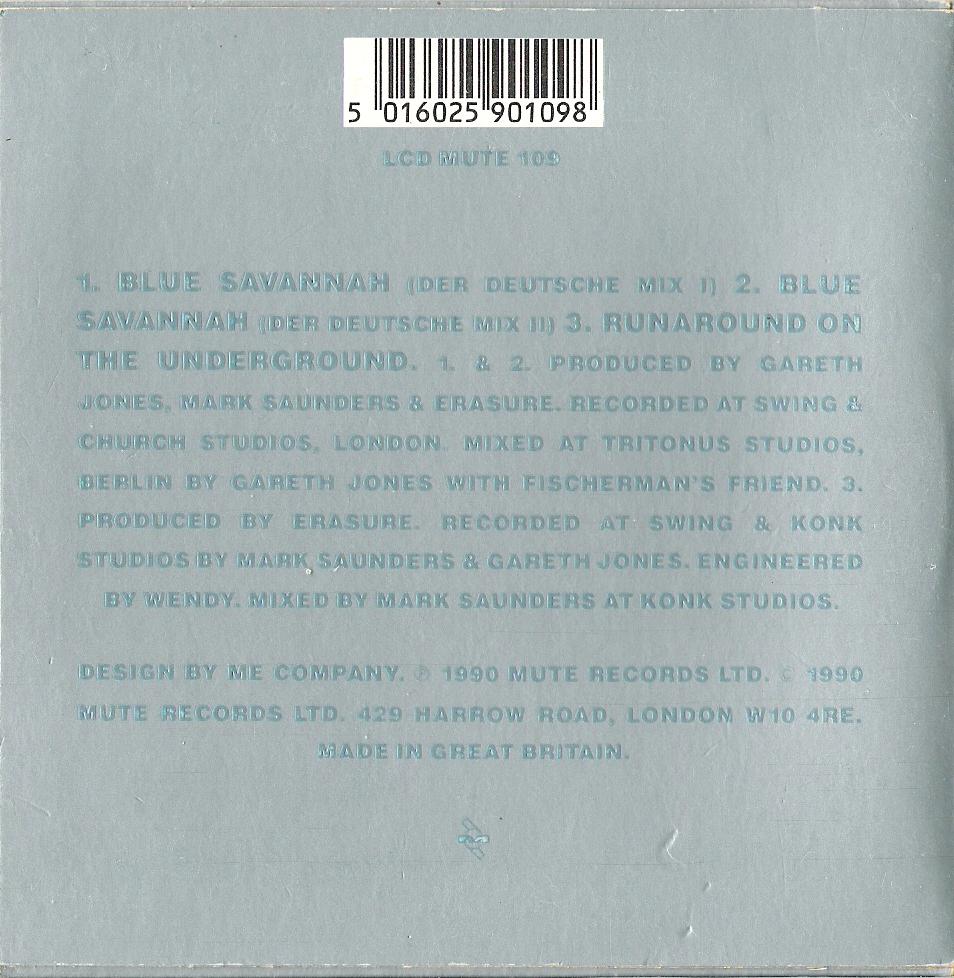 5 016025 901098
LCD MUTE 109
1. BLUE SAVANNAH (DER DEUTSCHE MIX I) 2. BLUE
SAVANNAH (DER DEUTSCHE MIX II) 3. RUNAROUND ON
THE UNDERGROUND. 1. & 2. PRODUCED BY GARETH
JONES, MARK SAUNDERS & ERASURE. RECORDED AT SWING &
CHURCH STUDIOS, LONDON. MIXED AT TRITONUS STUDIOS,
BERLIN BY GARETH JONES WITH FISCHERMAN'S FRIEND. 3.
PRODUCED BY ERASURE. RECORDED AT SWING & KONK
STUDIOS BY MARK SAUNDERS & GARETH JONES. ENGINEERED
BY WENDY. MIXED BY MARK SAUNDERS AT KONK STUDIOS.
DESIGN BY ME COMPANY. ℗ 1990 MUTE RECORDS LTD. © 1990
MUTE RECORDS LTD. 429 HARROW ROAD, LONDON W10 4RE.
MADE IN GREAT BRITAIN.